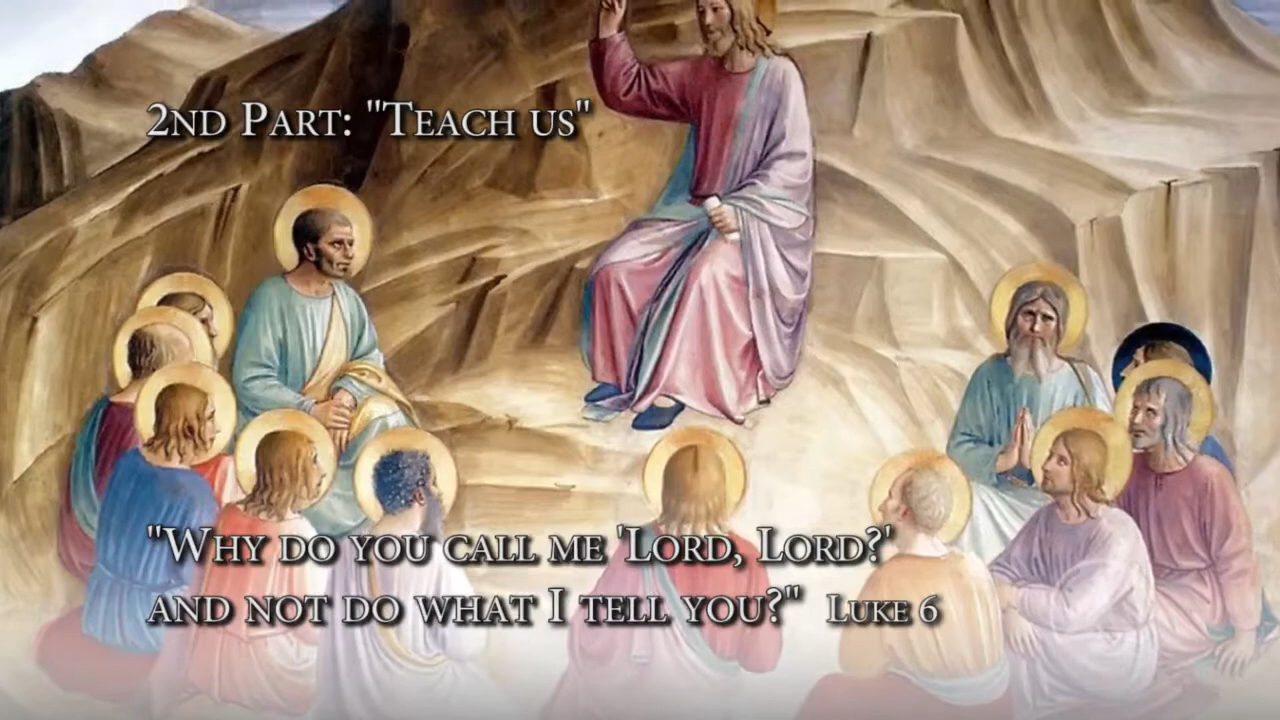 2nd Part: "Teach us"
"Why do you call me 'Lord, Lord?'
and not do what I tell you?" Luke 6